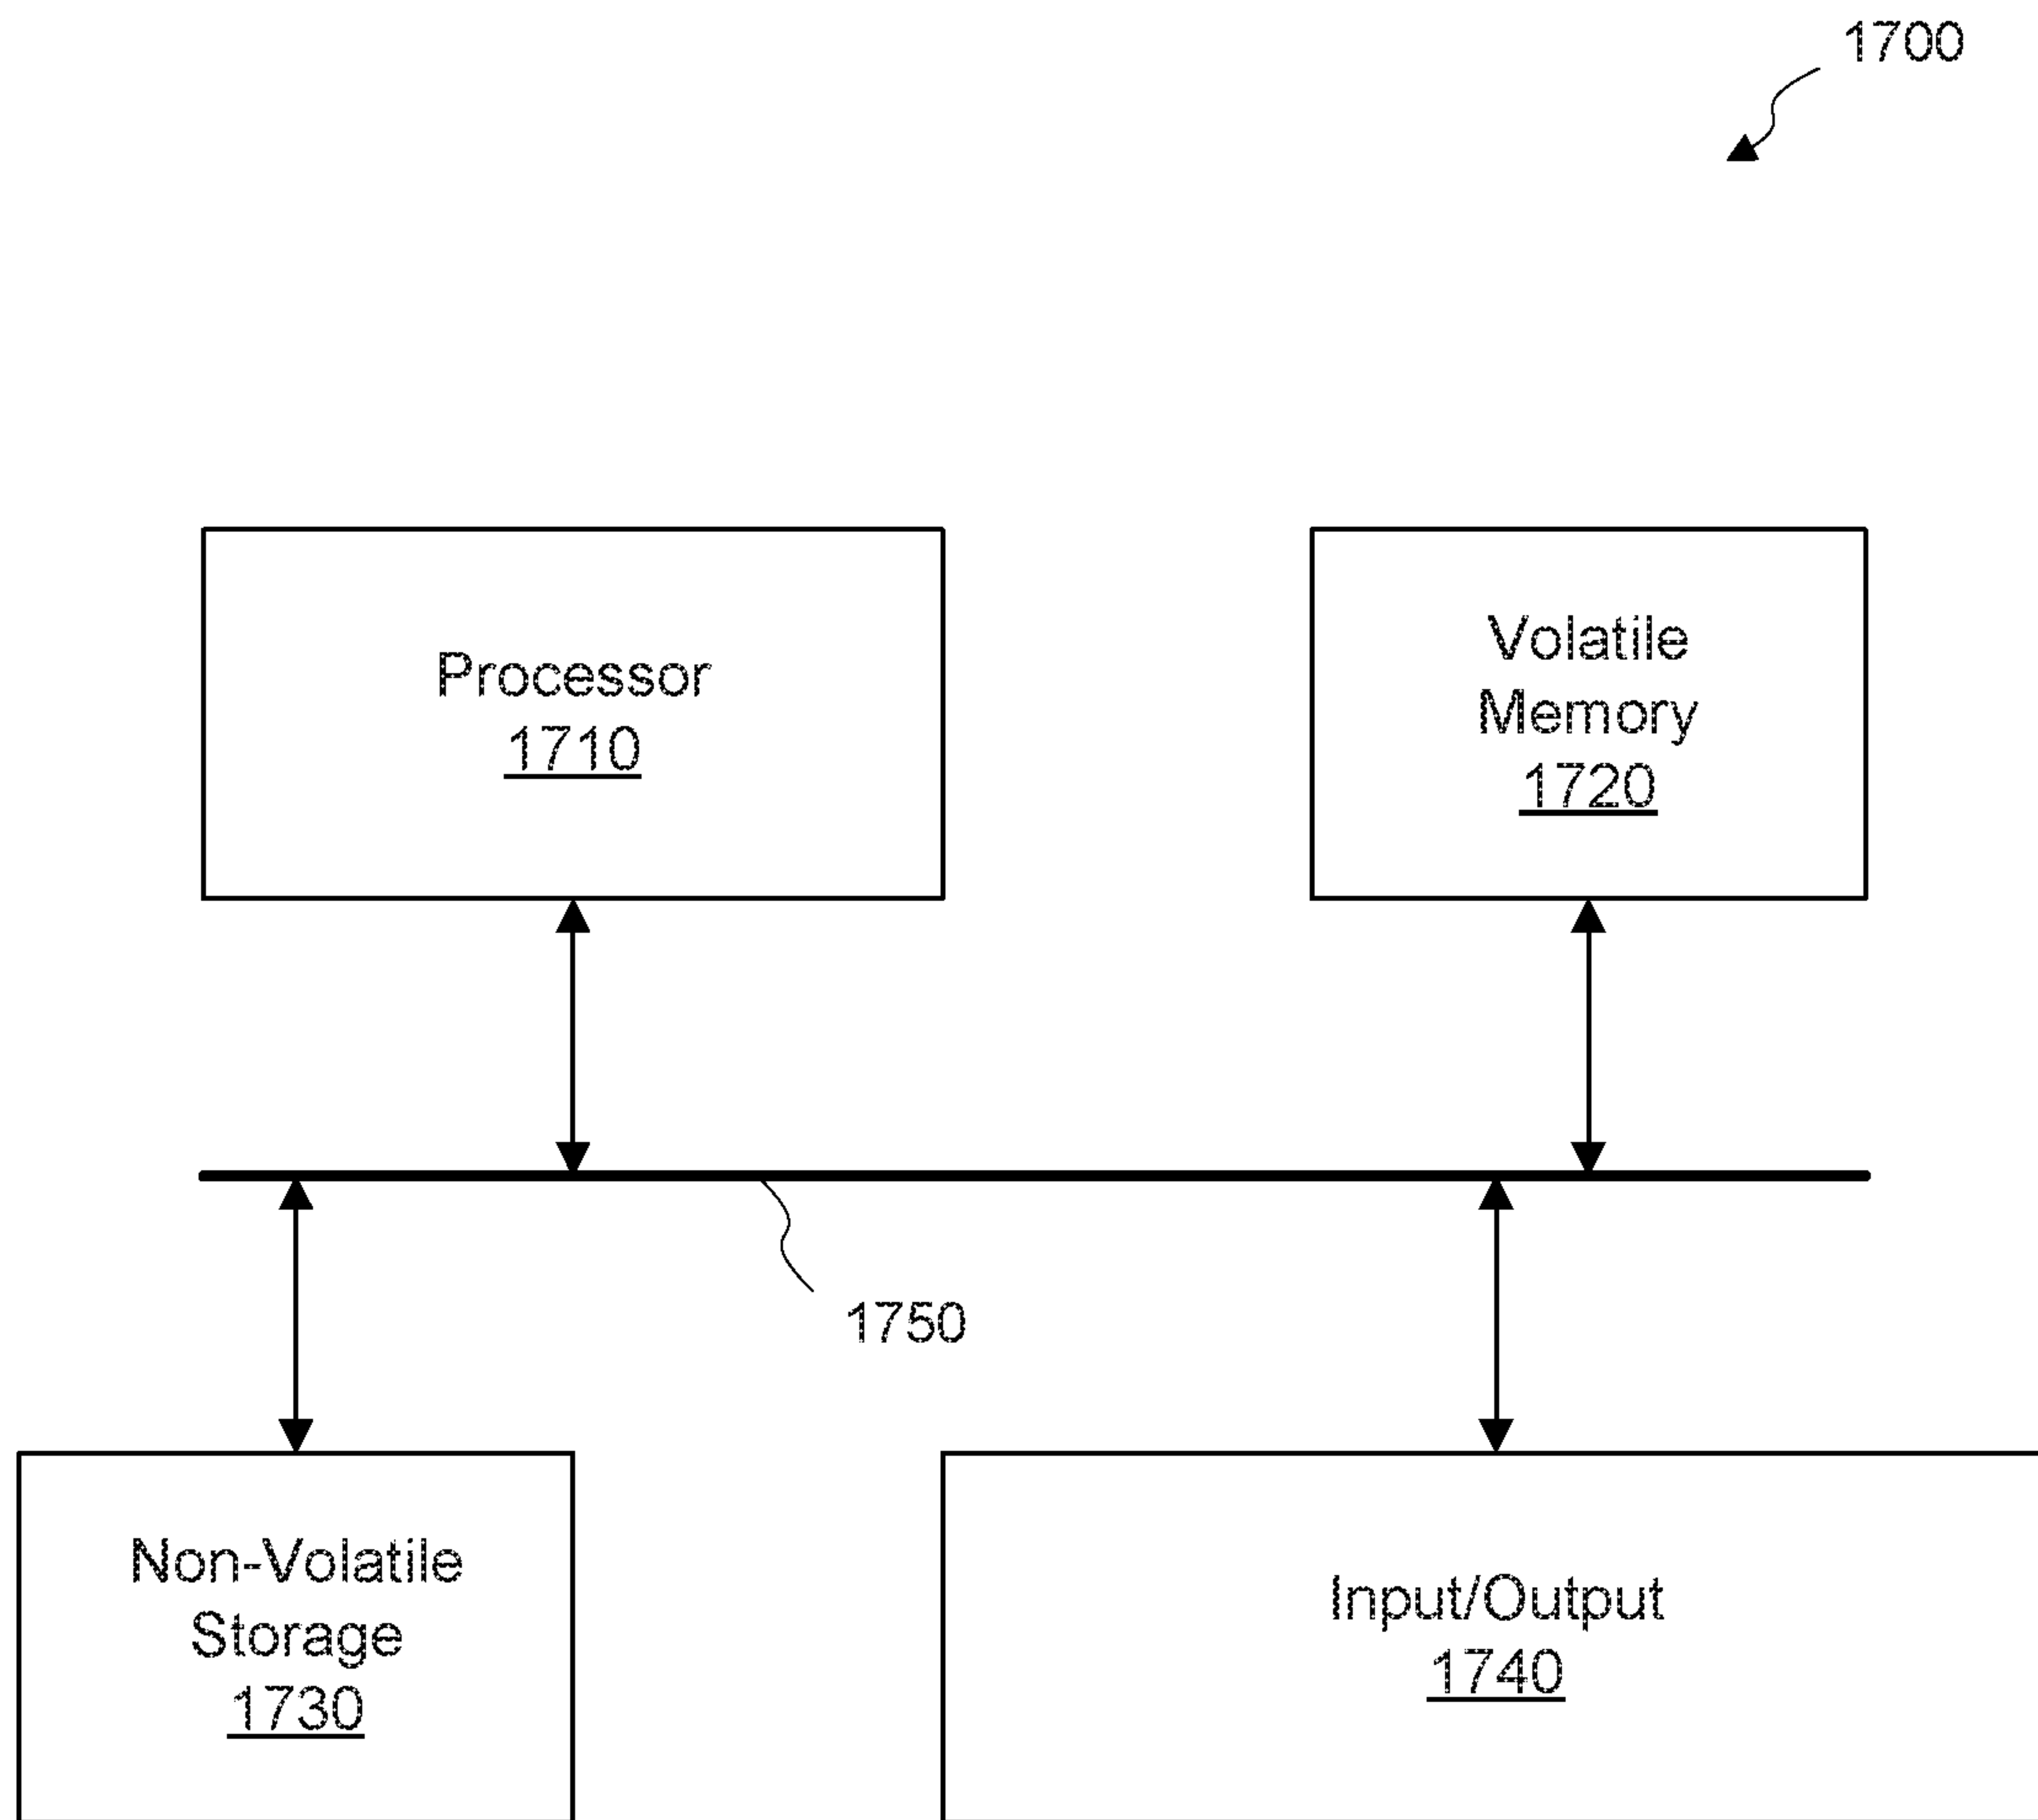 1700
Processor
1710
Volatile
Memory
1720
1750
Non-Volatile
Storage
1730
Input/Output
1740